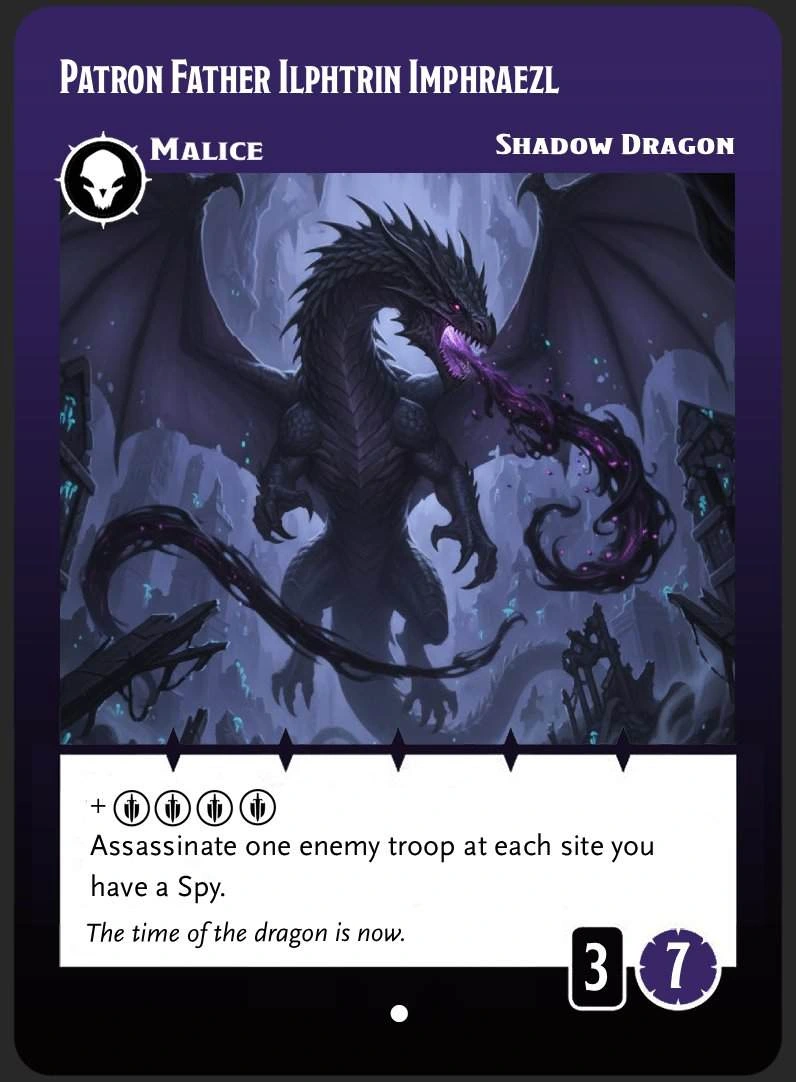 Patron Father Ilphtrin Imphraezl
Malice
Shadow Dragon
+
Assassinate one enemy troop at each site you
have a Spy.
The time of the dragon is now.
3
7